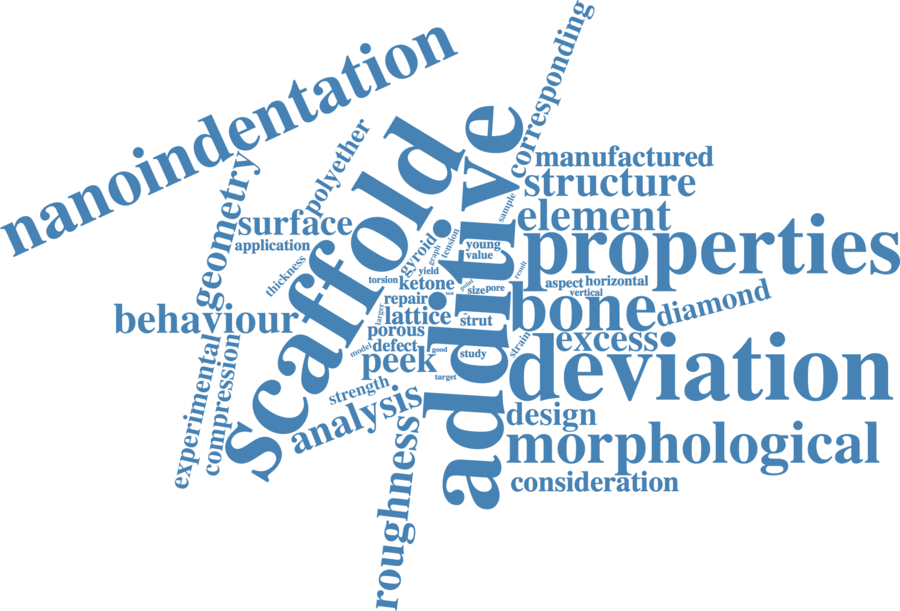 nanoindentation
corresponding
polyether
geometry
scaffold
additive
manufactured
structure
sample
surface
application
element
properties
gyroid
graph
tension
young
value
result
thickness
torsion
yield
ketone
point
size
pore
aspect
horizontal
vertical
repair
larger
bone
diamond
behaviour
lattice
strut
porous
strain
excess
model
defect
good
study
peek
target
deviation
experimental
compression
strength
analysis
design
morphological
roughness
consideration